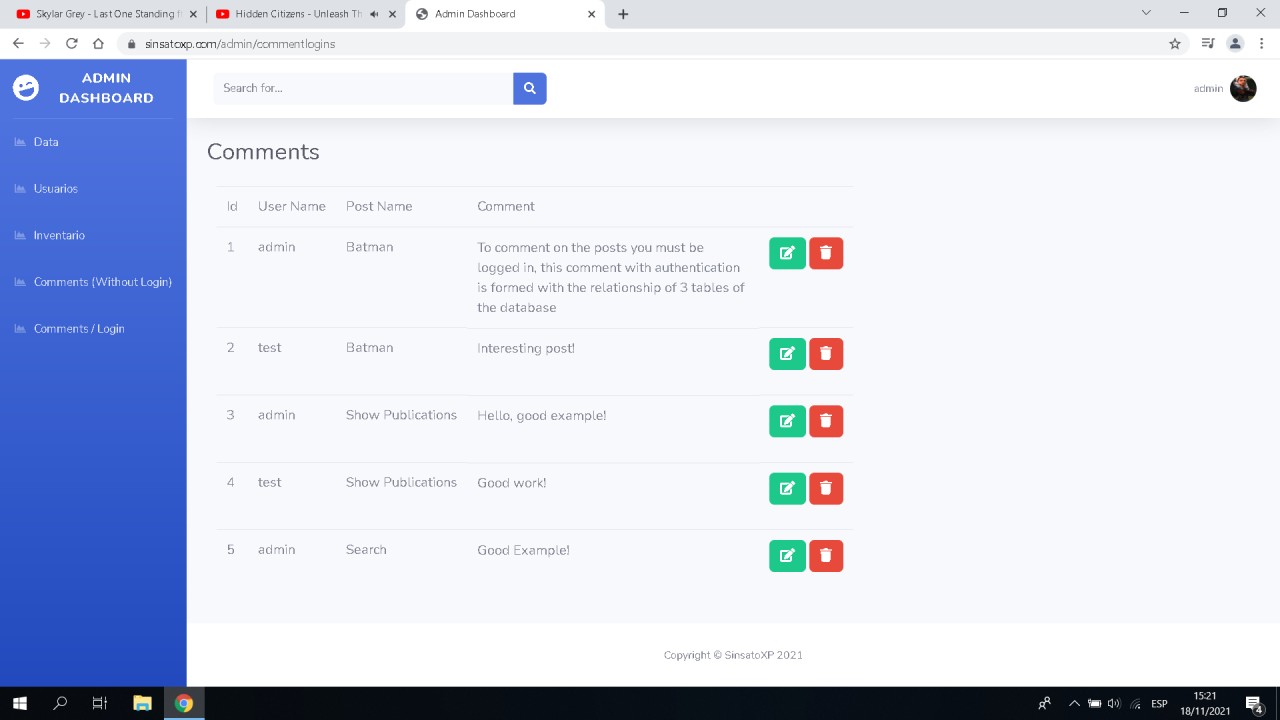 Skylar Grey - Last One Standing f
Hidden Citizens - Unleash Th
Admin Dashboard
sinsatoxp.com/admin/commentlogins
ADMIN
DASHBOARD
Search for...
admin
Data
Usuarios
Inventario
Comments (Without Login)
Comments / Login
Comments
Id User Name Post Name Comment
1 admin Batman To comment on the posts you must be
logged in, this comment with authentication
is formed with the relationship of 3 tables of
the database
2 test Batman Interesting post!
3 admin Show Publications Hello, good example!
4 test Show Publications Good work!
5 admin Search Good Example!
Copyright © SinsatoXP 2021
ESP
15:21
18/11/2021
4